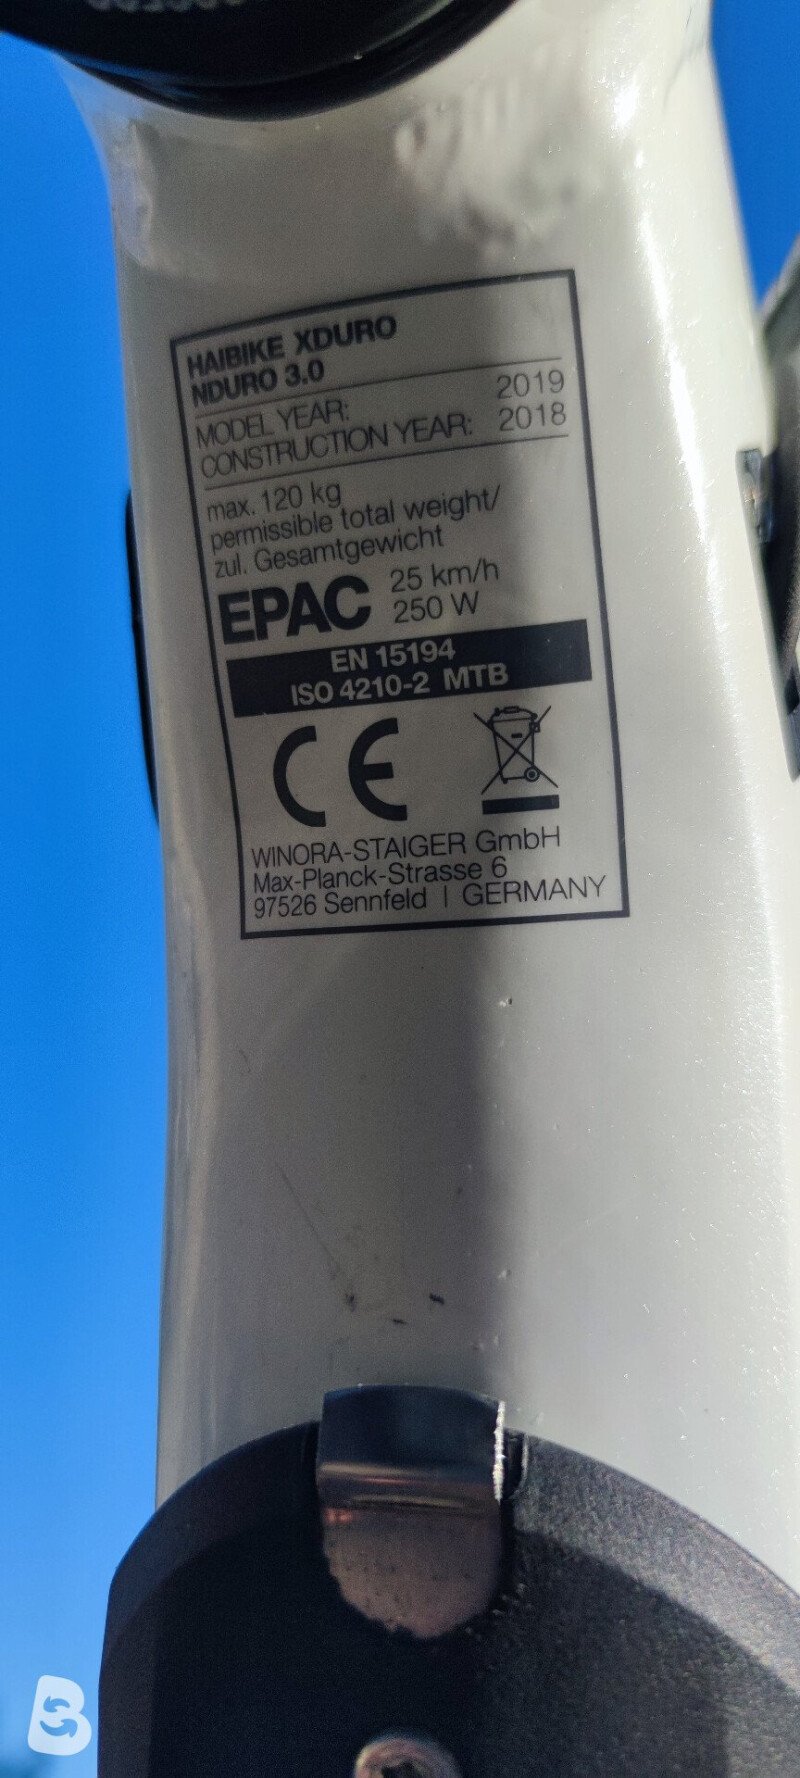 HAIBIKE XDURO
NDURO 3.0
MODEL YEAR: 2019
CONSTRUCTION YEAR: 2018
max. 120 kg
permissible total weight/
zul. Gesamtgewicht
EPAC 25 km/h
250 W
EN 15194
ISO 4210-2 MTB
CE
WINORA-STAIGER GmbH
Max-Planck-Strasse 6
97526 Sennfeld | GERMANY
B